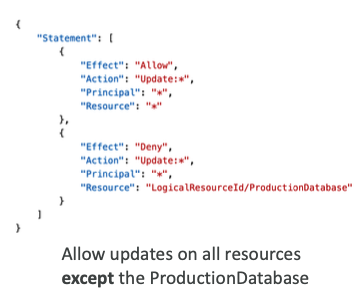 {
"Statement": [
{
"Effect": "Allow",
"Action": "Update:*",
"Principal": "*",
"Resource": "*"
},
{
"Effect": "Deny",
"Action": "Update:*",
"Principal": "*",
"Resource": "LogicalResourceId/ProductionDatabase"
}
]
}
Allow updates on all resources
except the ProductionDatabase